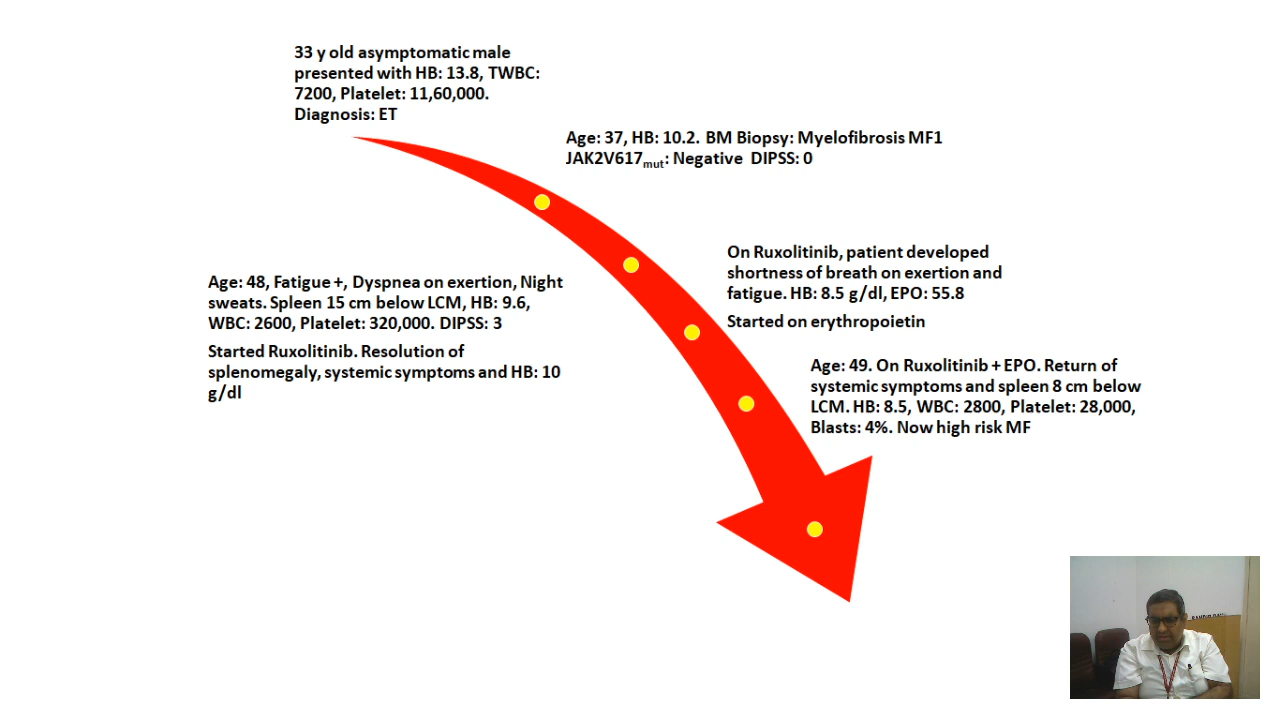 33 y old asymptomatic male
presented with HB: 13.8, TWBC:
7200, Platelet: 11,60,000.
Diagnosis: ET
Age: 37, HB: 10.2. BM Biopsy: Myelofibrosis MF1
JAK2V617mut: Negative DIPSS: 0
Age: 48, Fatigue +, Dyspnea on exertion, Night
sweats. Spleen 15 cm below LCM, HB: 9.6,
WBC: 2600, Platelet: 320,000. DIPSS: 3
Started Ruxolitinib. Resolution of
splenomegaly, systemic symptoms and HB: 10
g/dl
On Ruxolitinib, patient developed
shortness of breath on exertion and
fatigue. HB: 8.5 g/dl, EPO: 55.8
Started on erythropoietin
Age: 49. On Ruxolitinib + EPO. Return of
systemic symptoms and spleen 8 cm below
LCM. HB: 8.5, WBC: 2800, Platelet: 28,000,
Blasts: 4%. Now high risk MF